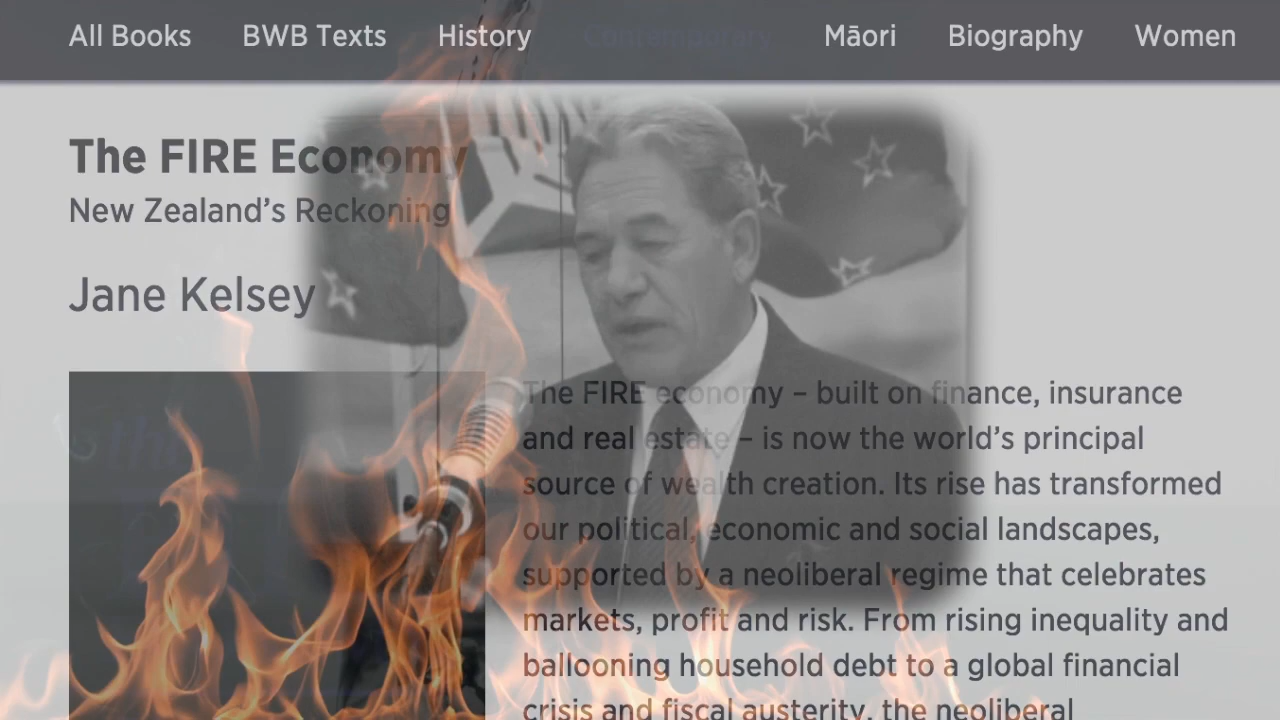 All Books BWB Texts History Contemporary Māori Biography Women
The FIRE Economy
New Zealand’s Reckoning
Jane Kelsey
The FIRE economy – built on finance, insurance
and real estate – is now the world’s principal
source of wealth creation. Its rise has transformed
our political, economic and social landscapes,
supported by a neoliberal regime that celebrates
markets, profit and risk. From rising inequality and
ballooning household debt to a global financial
crisis and fiscal austerity, the neoliberal